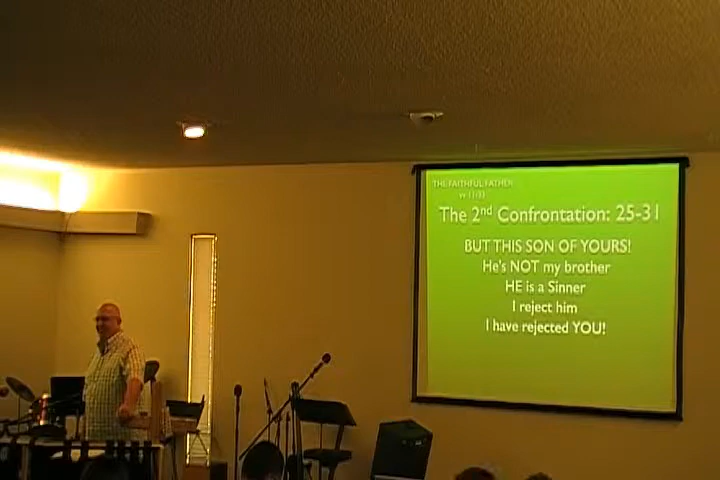 THE FAITHFUL FATHER
vv 11-31
The 2nd Confrontation: 25-31
BUT THIS SON OF YOURS!
He's NOT my brother
HE is a Sinner
I reject him
I have rejected YOU!